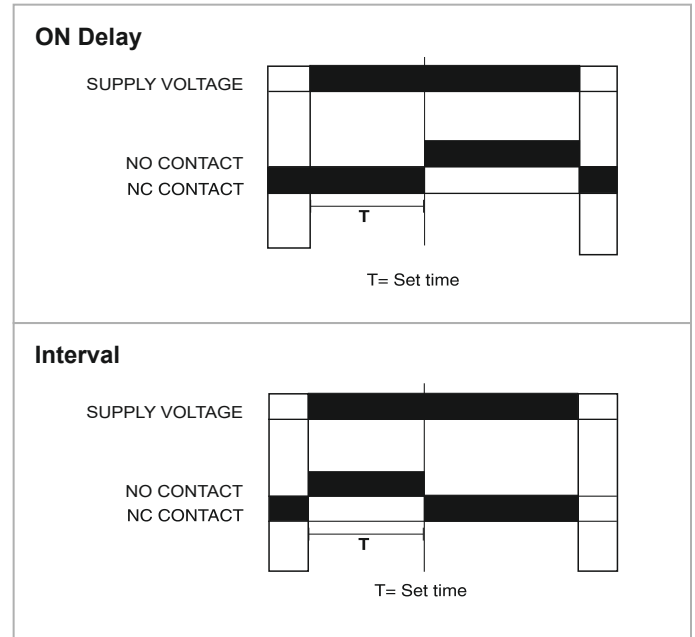 ON Delay
SUPPLY VOLTAGE
NO CONTACT
NC CONTACT
T
T= Set time
Interval
SUPPLY VOLTAGE
NO CONTACT
NC CONTACT
T
T= Set time